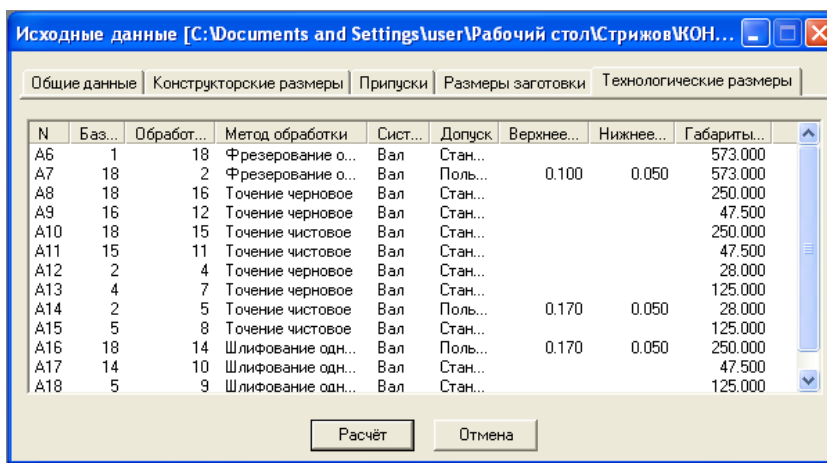 Исходные данные [C:\Documents and Settings\user\Рабочий стол\Стрижов\КОН...
Общие данные Конструкторские размеры Припуски Размеры заготовки Технологические размеры
N Баз... Обработ... Метод обработки Сист... Допуск Верхнее... Нижнее... Габариты...
A6 1 18 Фрезерование о... Вал Стан... 573.000
A7 18 2 Фрезерование о... Вал Поль... 0.100 0.050 573.000
A8 18 16 Точение черновое Вал Стан... 250.000
A9 16 12 Точение черновое Вал Стан... 47.500
A10 18 15 Точение чистовое Вал Стан... 250.000
A11 15 11 Точение чистовое Вал Стан... 47.500
A12 2 4 Точение черновое Вал Стан... 28.000
A13 4 7 Точение черновое Вал Стан... 125.000
A14 2 5 Точение чистовое Вал Поль... 0.170 0.050 28.000
A15 5 8 Точение чистовое Вал Стан... 125.000
A16 18 14 Шлифование одн... Вал Поль... 0.170 0.050 250.000
A17 14 10 Шлифование одн... Вал Стан... 47.500
A18 5 9 Шлифование одн... Вал Стан... 125.000
Расчёт Отмена